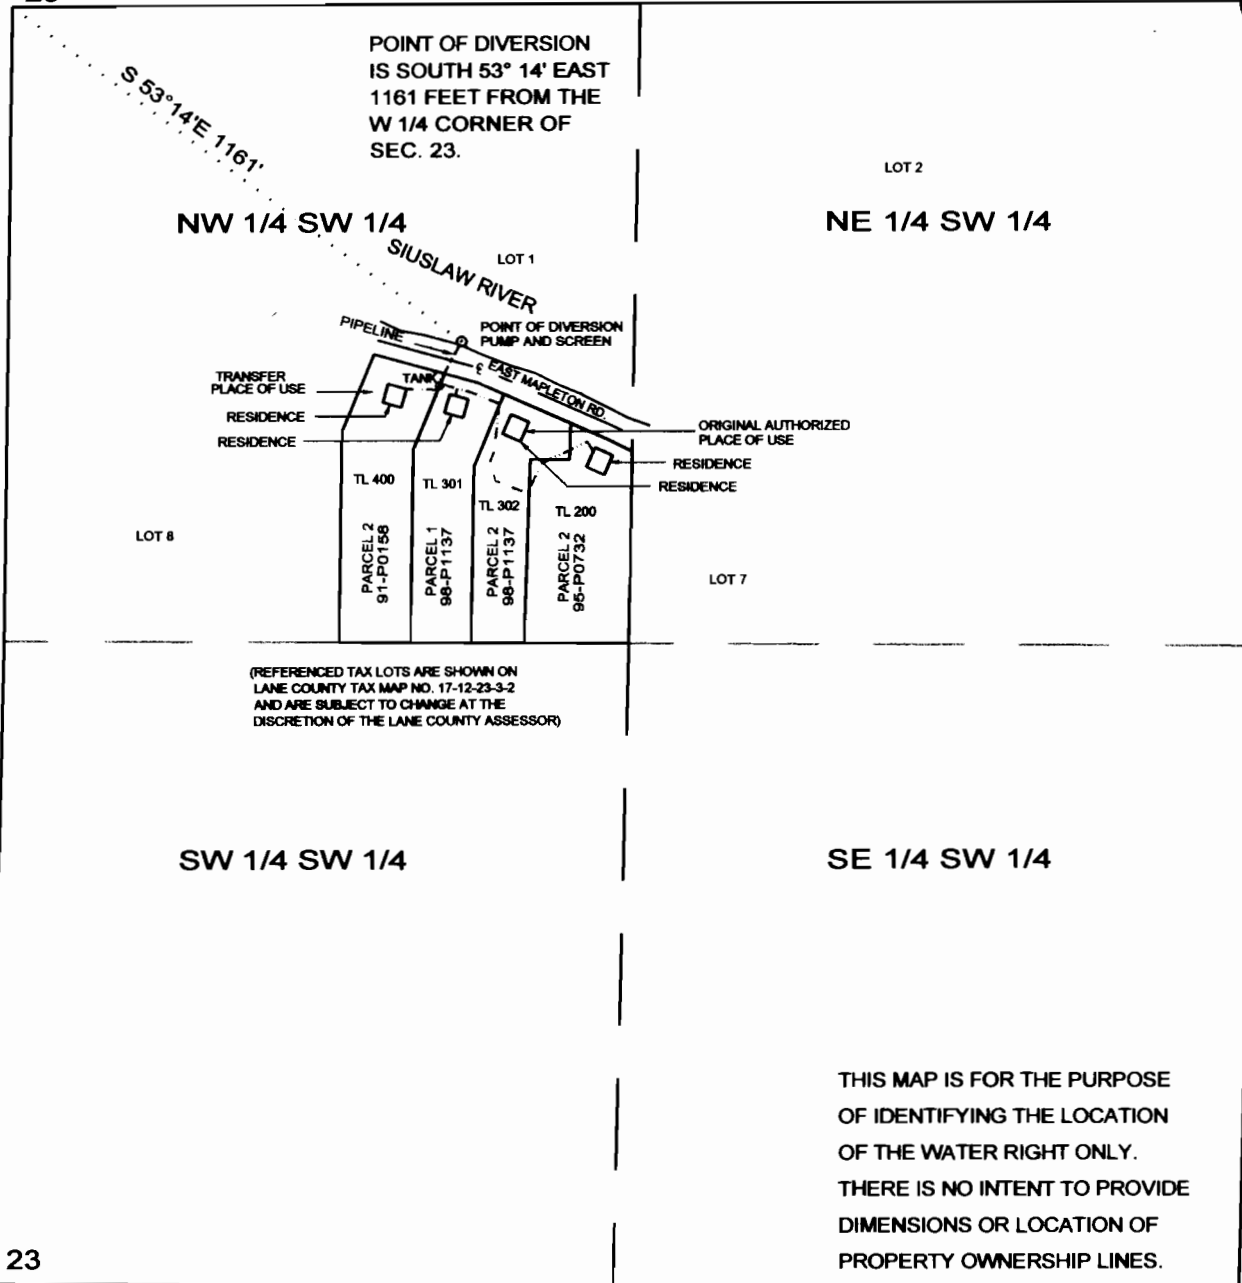 POINT OF DIVERSION
IS SOUTH 53° 14' EAST
1161 FEET FROM THE
W 1/4 CORNER OF
SEC. 23.
S 53°14'E 1161'
LOT 2
NW 1/4 SW 1/4
NE 1/4 SW 1/4
SIUSLAW RIVER
LOT 1
PIPELINE
POINT OF DIVERSION
PUMP AND SCREEN
℄
EAST MAPLETON RD.
TRANSFER
PLACE OF USE
TANK
RESIDENCE
RESIDENCE
ORIGINAL AUTHORIZED
PLACE OF USE
RESIDENCE
RESIDENCE
TL 400
TL 301
TL 302
TL 200
LOT 8
PARCEL 2
91-P0158
PARCEL 1
98-P1137
PARCEL 2
98-P1137
PARCEL 2
95-P0732
LOT 7
(REFERENCED TAX LOTS ARE SHOWN ON
LANE COUNTY TAX MAP NO. 17-12-23-3-2
AND ARE SUBJECT TO CHANGE AT THE
DISCRETION OF THE LANE COUNTY ASSESSOR)
SW 1/4 SW 1/4
SE 1/4 SW 1/4
THIS MAP IS FOR THE PURPOSE
OF IDENTIFYING THE LOCATION
OF THE WATER RIGHT ONLY.
THERE IS NO INTENT TO PROVIDE
DIMENSIONS OR LOCATION OF
PROPERTY OWNERSHIP LINES.
23